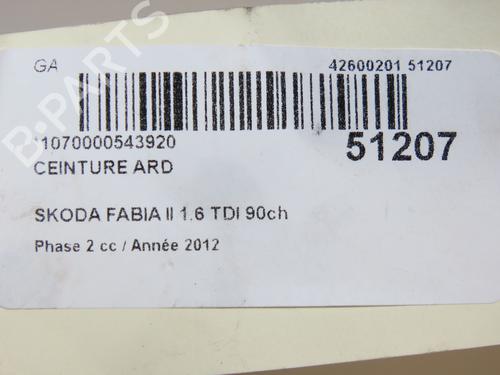 GA
42600201 51207
1070000543920
51207
CEINTURE ARD
SKODA FABIA II 1.6 TDI 90ch
Phase 2 cc / Année 2012
B-PARTS